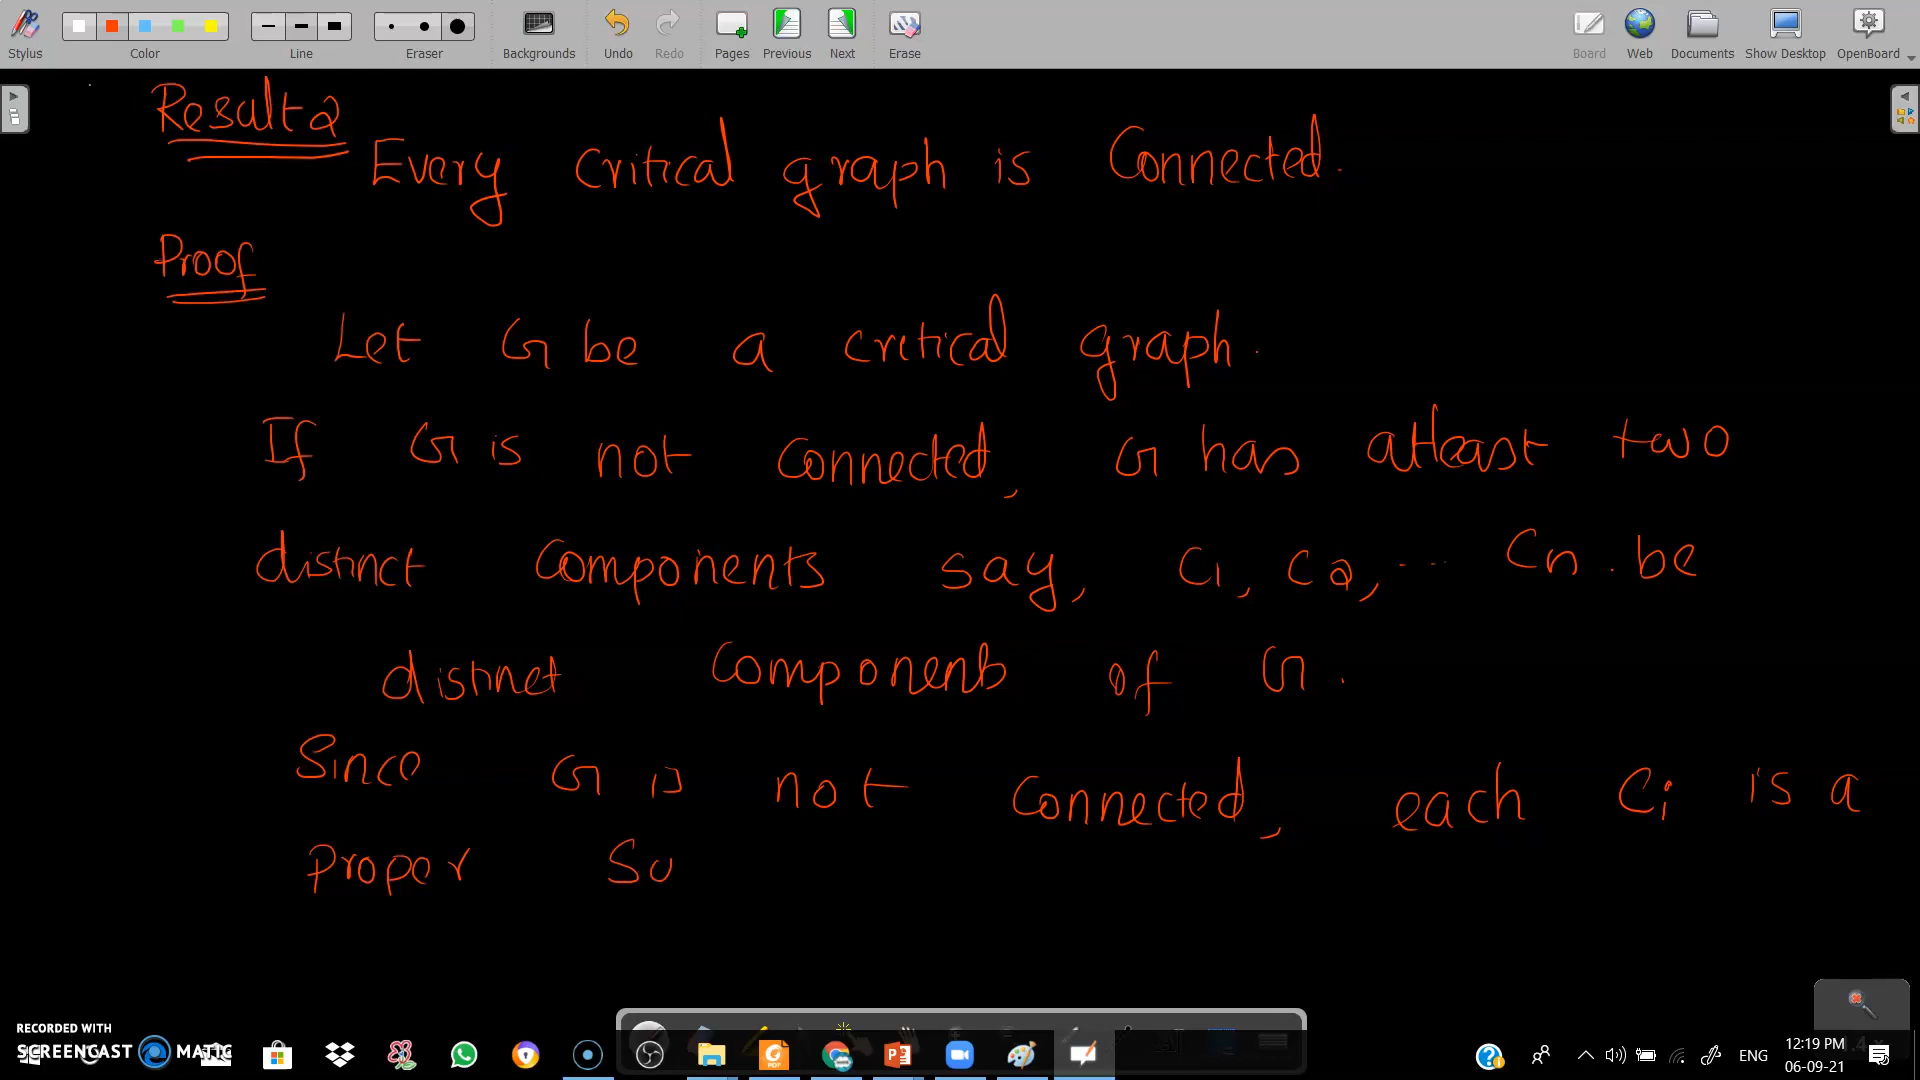 Stylus
Color
Line
Eraser
Backgrounds
Undo
Redo
Pages
Previous
Next
Erase
Board
Web
Documents
Show Desktop
OpenBoard
Result 2
Every critical graph is Connected.
Proof
Let G be a critical graph.
If G is not connected, G has atleast two
distinct components say, C1, C2, ... Cn. be
distinct components of G.
Since G is not connected, each Ci is a
proper Su
RECORDED WITH
SCREENCAST MATIC
ENG
12:19 PM
06-09-21